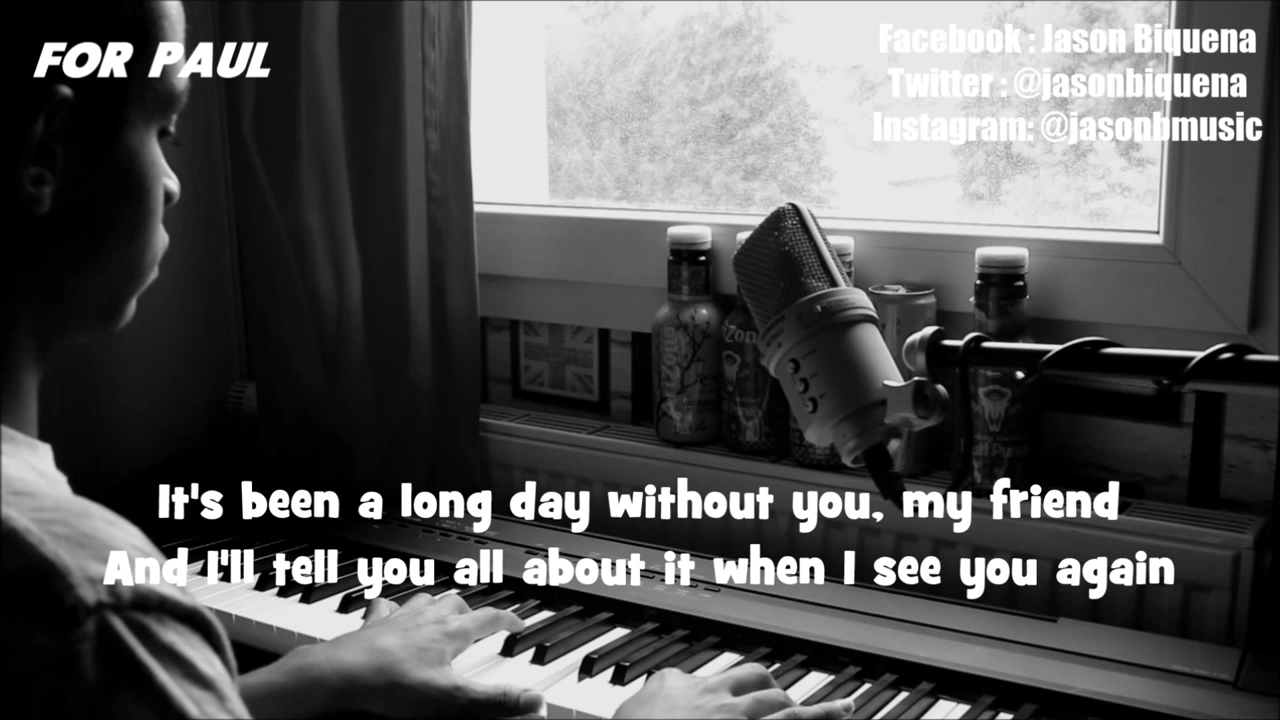 FOR PAUL
Facebook : Jason Biquena
Twitter : @jasonbiquena
Instagram: @jasonbmusic
It's been a long day without you, my friend
And I'll tell you all about it when I see you again